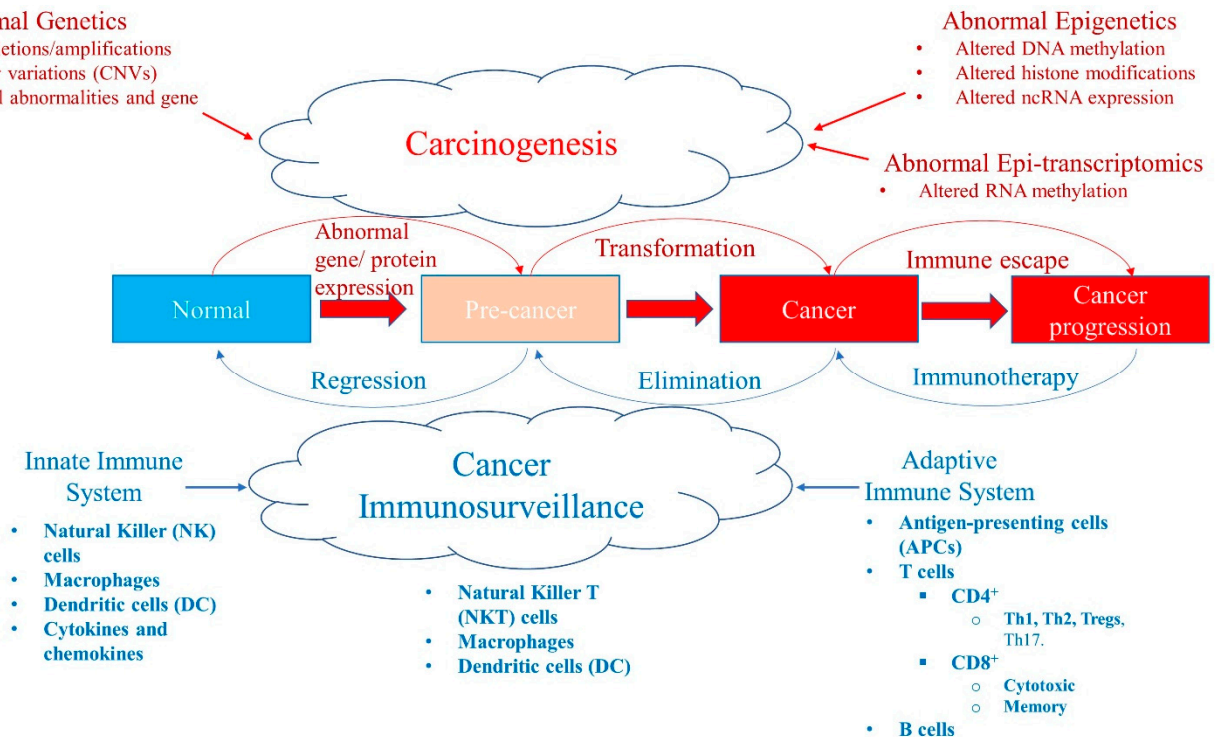 mal Genetics
etions/amplifications
variations (CNVs)
l abnormalities and gene
Abnormal Epigenetics
• Altered DNA methylation
• Altered histone modifications
• Altered ncRNA expression
Carcinogenesis
Abnormal Epi-transcriptomics
• Altered RNA methylation
Abnormal
gene/ protein
expression
Transformation
Immune escape
Normal
Pre-cancer
Cancer
Cancer
progression
Regression
Elimination
Immunotherapy
Innate Immune
System
• Natural Killer (NK)
cells
• Macrophages
• Dendritic cells (DC)
• Cytokines and
chemokines
Cancer
Immunosurveillance
• Natural Killer T
(NKT) cells
• Macrophages
• Dendritic cells (DC)
Adaptive
Immune System
• Antigen-presenting cells
(APCs)
• T cells
▪ CD4⁺
○ Th1, Th2, Tregs,
Th17.
▪ CD8⁺
○ Cytotoxic
○ Memory
• B cells